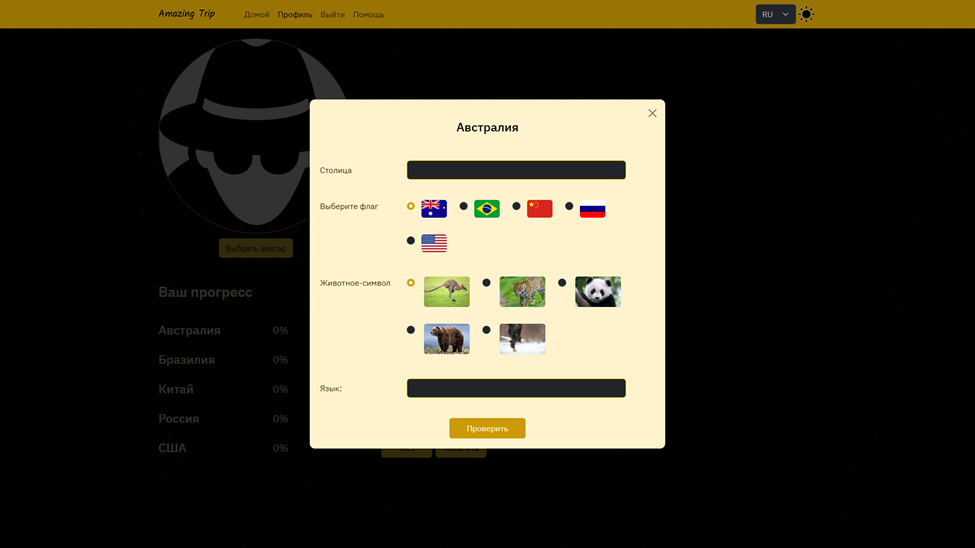 Amazing Trip Домой Профиль Выйти Помощь RU
Австралия
Столица
Выберите флаг
Выбрать аватар
Животное-символ
Ваш прогресс
Австралия 0%
Бразилия 0%
Китай 0%
Язык:
Россия 0%
Проверить
США 0%